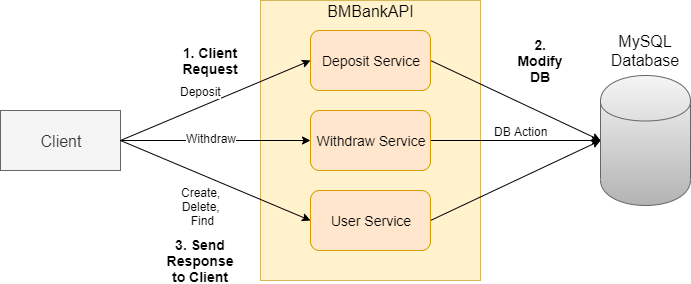 BMBankAPI
1. Client
Request
Deposit
Deposit Service
2.
Modify
DB
MySQL
Database
Client
Withdraw
Withdraw Service
DB Action
Create,
Delete,
Find
User Service
3. Send
Response
to Client